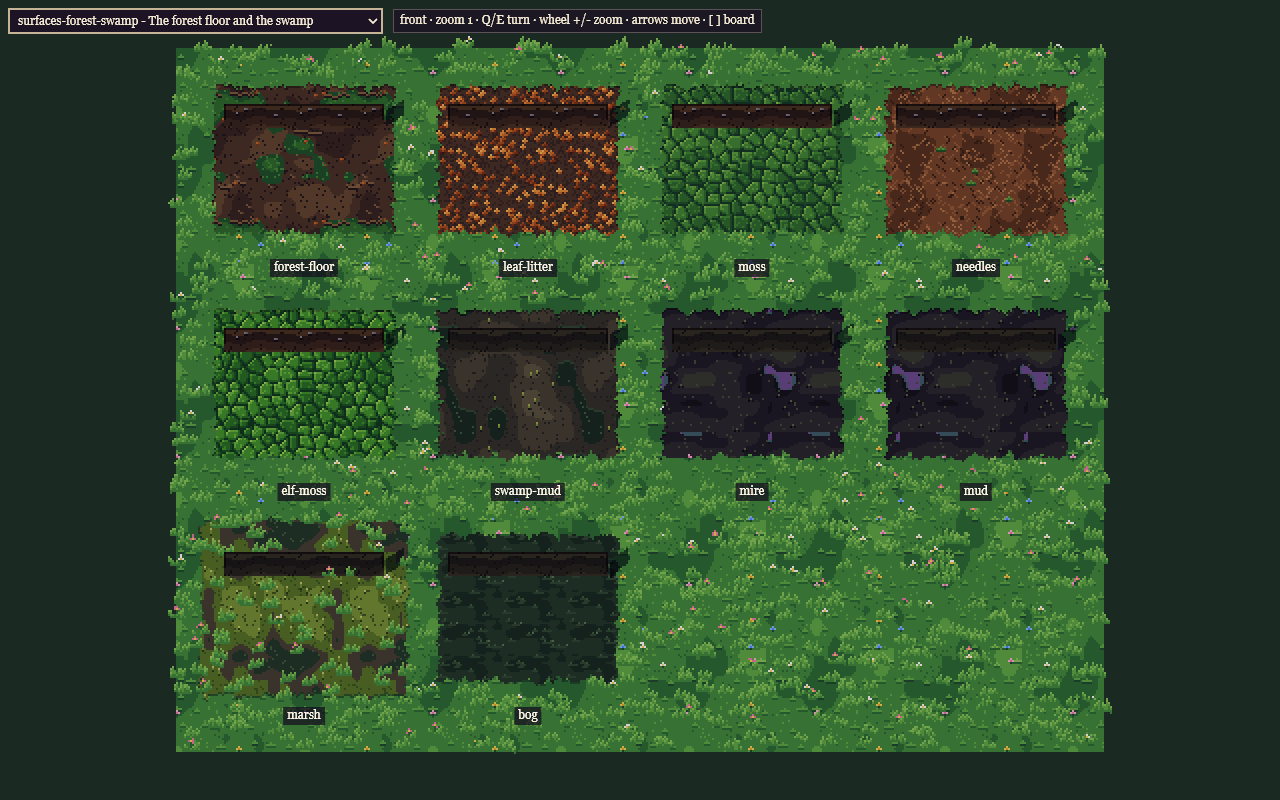 surfaces-forest-swamp - The forest floor and the swamp
front · zoom 1 · Q/E turn · wheel +/- zoom · arrows move · [ ] board
forest-floor
leaf-litter
moss
needles
elf-moss
swamp-mud
mire
mud
marsh
bog